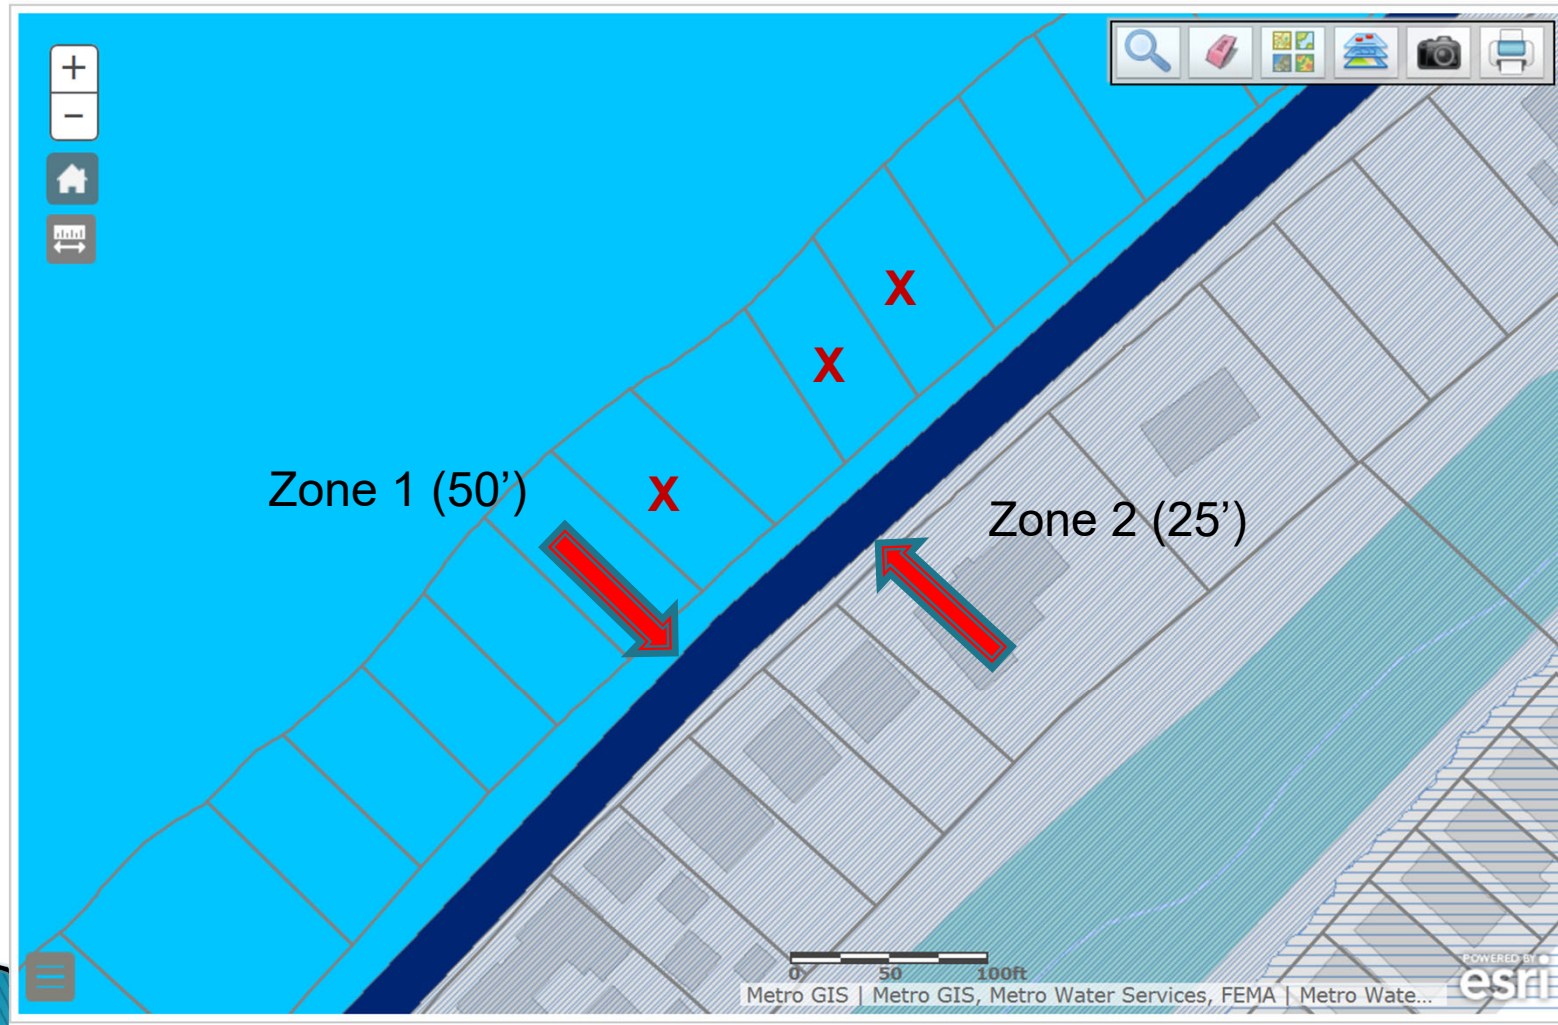 +
−
X
X
X
Zone 1 (50’)
Zone 2 (25’)
0 50 100ft
Metro GIS | Metro GIS, Metro Water Services, FEMA | Metro Wate...
POWERED BY
esri